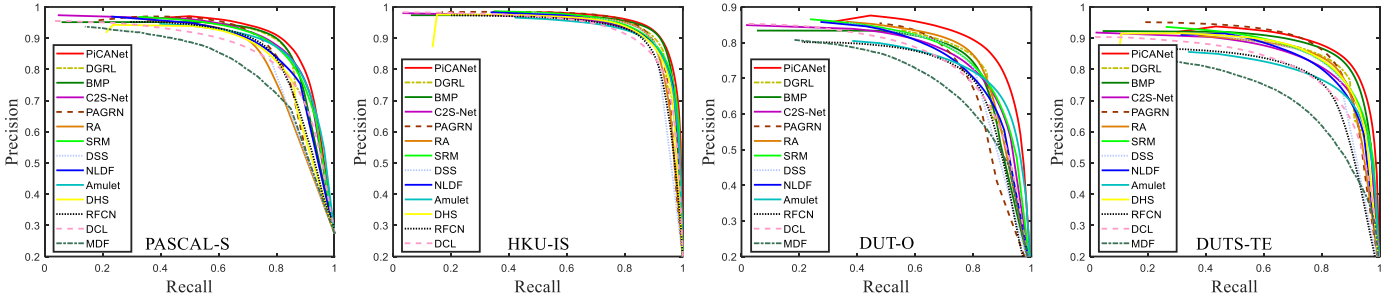 Precision
1
0.9
0.8
0.7
0.6
0.5
0.4
0.3
0.2
PiCANet
DGRL
BMP
C2S-Net
PAGRN
RA
SRM
DSS
NLDF
Amulet
DHS
RFCN
DCL
MDF
PASCAL-S
0 0.2 0.4 0.6 0.8 1
Recall
Precision
1
0.9
0.8
0.7
0.6
0.5
0.4
0.3
0.2
PiCANet
DGRL
BMP
C2S-Net
PAGRN
RA
SRM
DSS
NLDF
Amulet
DHS
RFCN
DCL
HKU-IS
0 0.2 0.4 0.6 0.8 1
Recall
Precision
0.9
0.8
0.7
0.6
0.5
0.4
0.3
0.2
PiCANet
DGRL
BMP
C2S-Net
PAGRN
RA
SRM
DSS
NLDF
Amulet
RFCN
DCL
MDF
DUT-O
0 0.2 0.4 0.6 0.8 1
Recall
Precision
1
0.9
0.8
0.7
0.6
0.5
0.4
0.3
0.2
PiCANet
DGRL
BMP
C2S-Net
PAGRN
RA
SRM
DSS
NLDF
Amulet
DHS
RFCN
DCL
MDF
DUTS-TE
0 0.2 0.4 0.6 0.8 1
Recall